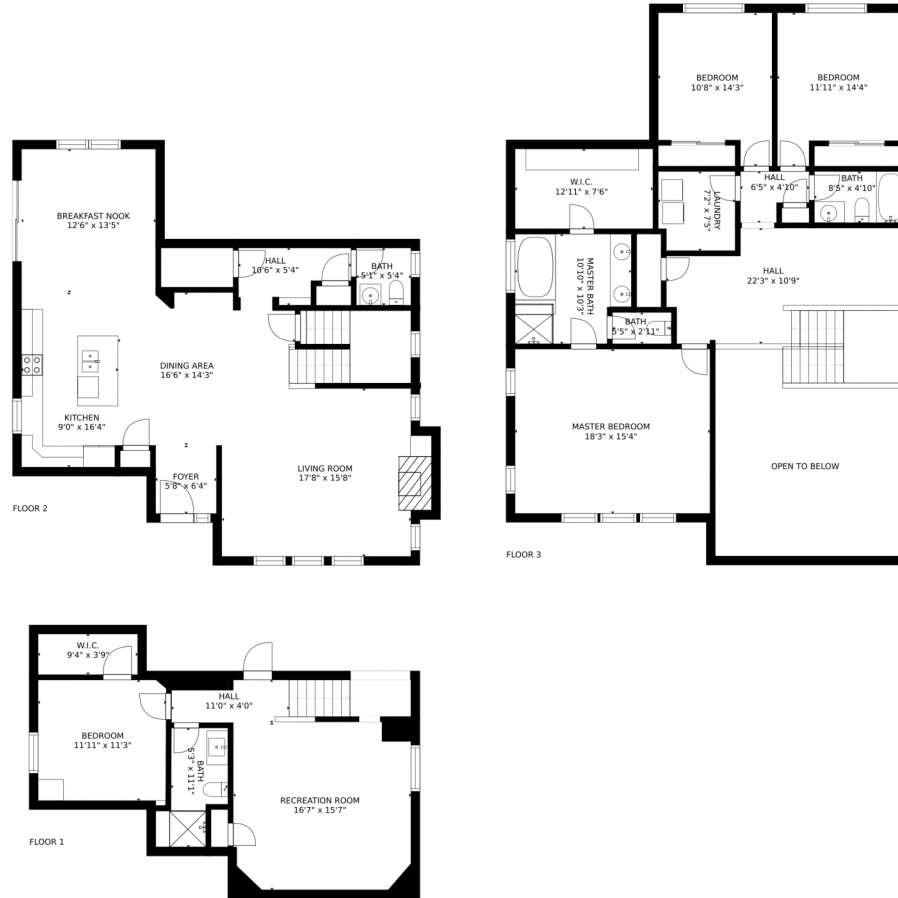 BREAKFAST NOOK
12'6" x 13'5"
HALL
10'6" x 5'4"
BATH
5'1" x 5'4"
DINING AREA
16'6" x 14'3"
KITCHEN
9'0" x 16'4"
FOYER
5'8" x 6'4"
LIVING ROOM
17'8" x 15'8"
FLOOR 2
BEDROOM
10'8" x 14'3"
BEDROOM
11'11" x 14'4"
W.I.C.
12'11" x 7'6"
LAUNDRY
7'2" x 7'5"
HALL
6'5" x 4'10"
BATH
8'5" x 4'10"
MASTER BATH
10'10" x 10'3"
HALL
22'3" x 10'9"
BATH
5'5" x 2'11"
MASTER BEDROOM
18'3" x 15'4"
OPEN TO BELOW
FLOOR 3
W.I.C.
9'4" x 3'9"
HALL
11'0" x 4'0"
BEDROOM
11'11" x 11'3"
BATH
5'3" x 11'1"
RECREATION ROOM
16'7" x 15'7"
FLOOR 1